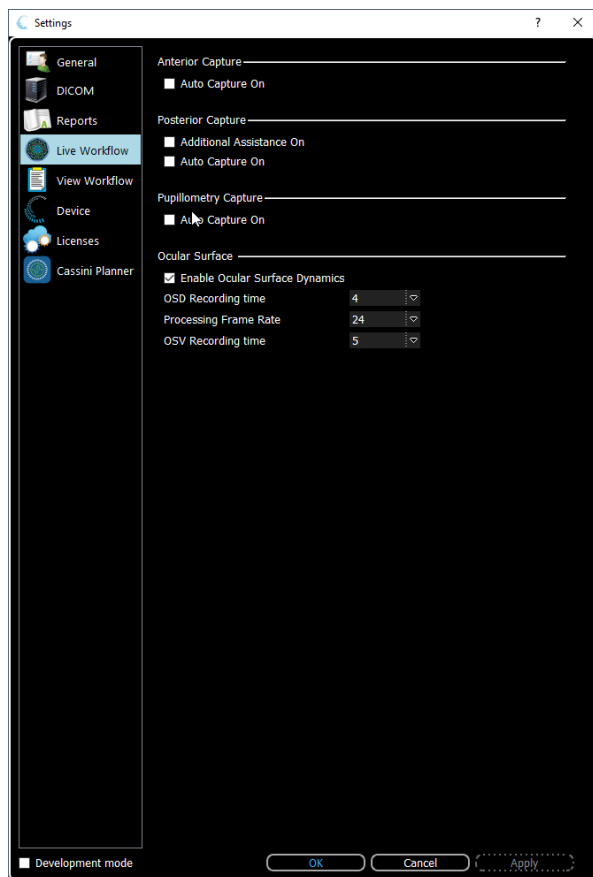 Settings
General
DICOM
Reports
Live Workflow
View Workflow
Device
Licenses
Cassini Planner
Anterior Capture
Auto Capture On
Posterior Capture
Additional Assistance On
Auto Capture On
Pupillometry Capture
Auto Capture On
Ocular Surface
Enable Ocular Surface Dynamics
OSD Recording time 4
Processing Frame Rate 24
OSV Recording time 5
Development mode
OK Cancel Apply